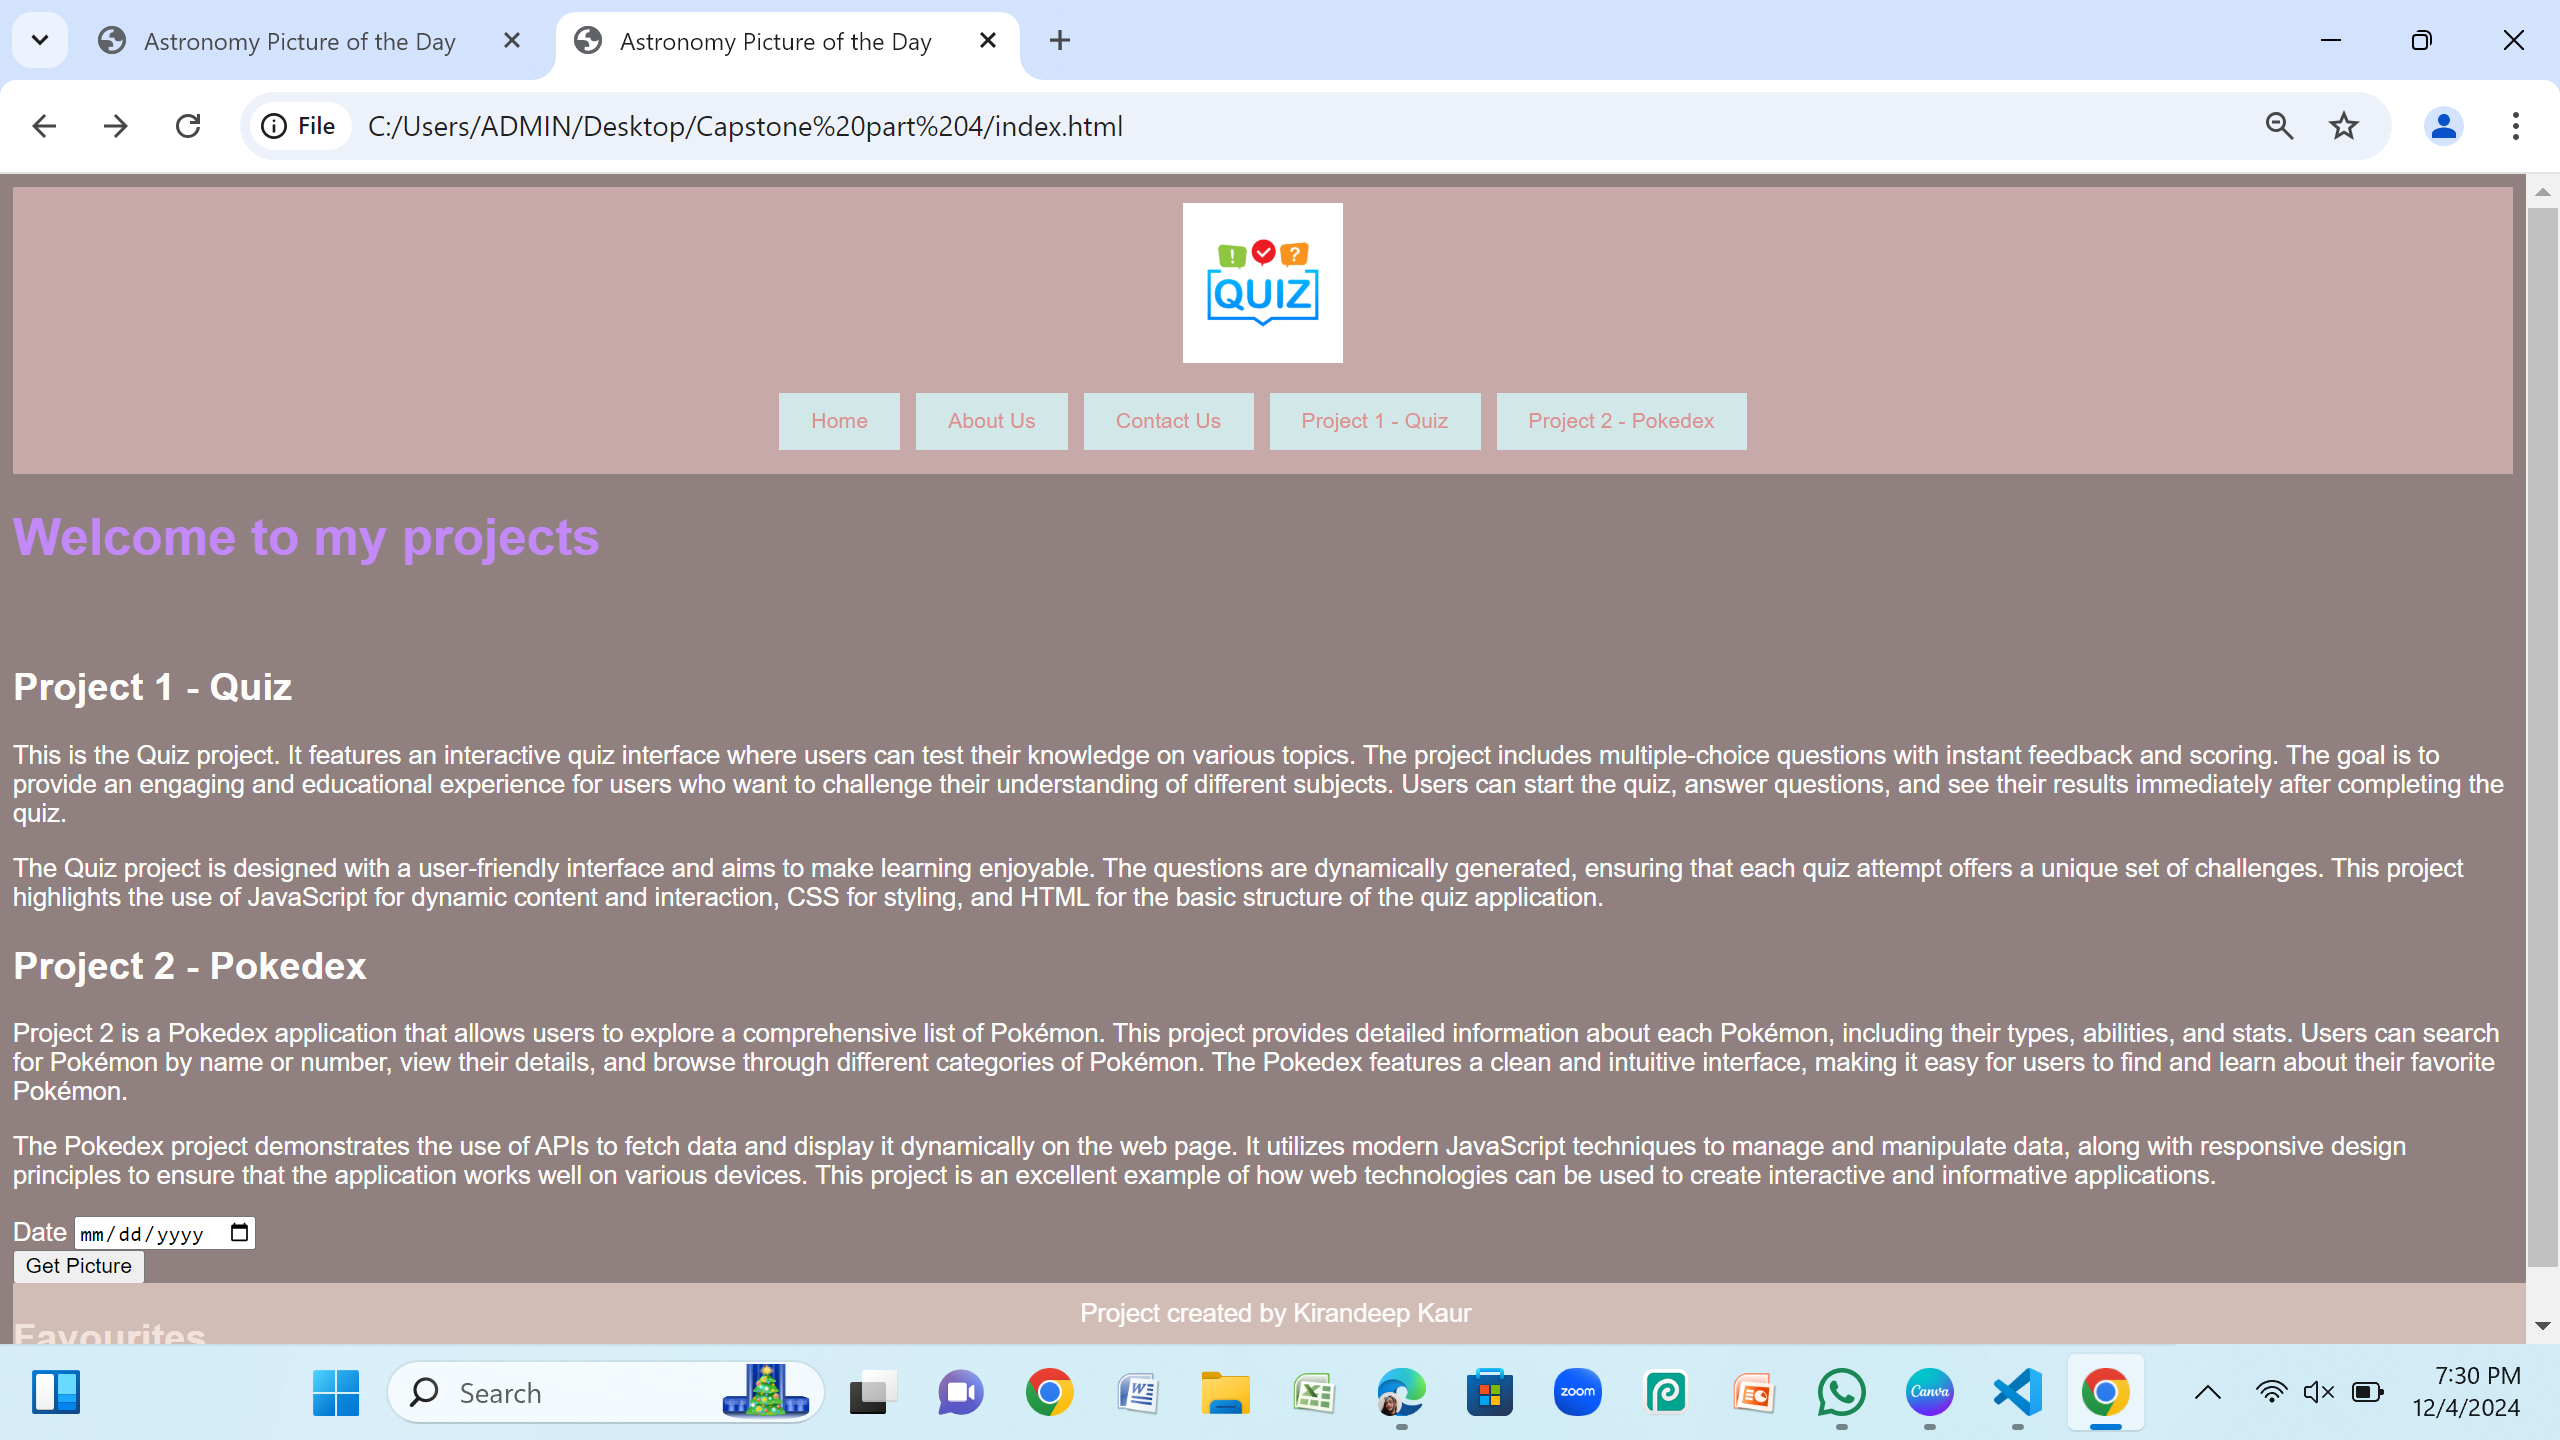 Astronomy Picture of the Day
Astronomy Picture of the Day
File
C:/Users/ADMIN/Desktop/Capstone%20part%204/index.html
! ?
QUIZ
Home
About Us
Contact Us
Project 1 - Quiz
Project 2 - Pokedex
Welcome to my projects
Project 1 - Quiz
This is the Quiz project. It features an interactive quiz interface where users can test their knowledge on various topics. The project includes multiple-choice questions with instant feedback and scoring. The goal is to
provide an engaging and educational experience for users who want to challenge their understanding of different subjects. Users can start the quiz, answer questions, and see their results immediately after completing the
quiz.
The Quiz project is designed with a user-friendly interface and aims to make learning enjoyable. The questions are dynamically generated, ensuring that each quiz attempt offers a unique set of challenges. This project
highlights the use of JavaScript for dynamic content and interaction, CSS for styling, and HTML for the basic structure of the quiz application.
Project 2 - Pokedex
Project 2 is a Pokedex application that allows users to explore a comprehensive list of Pokémon. This project provides detailed information about each Pokémon, including their types, abilities, and stats. Users can search
for Pokémon by name or number, view their details, and browse through different categories of Pokémon. The Pokedex features a clean and intuitive interface, making it easy for users to find and learn about their favorite
Pokémon.
The Pokedex project demonstrates the use of APIs to fetch data and display it dynamically on the web page. It utilizes modern JavaScript techniques to manage and manipulate data, along with responsive design
principles to ensure that the application works well on various devices. This project is an excellent example of how web technologies can be used to create interactive and informative applications.
Date mm/dd/yyyy
Get Picture
Project created by Kirandeep Kaur
Favourites
Search
zoom
Canva
7:30 PM
12/4/2024